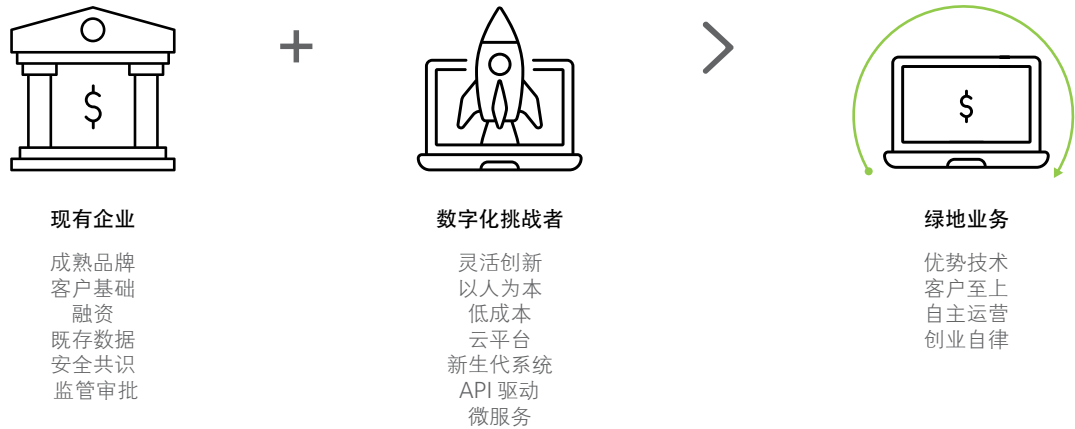 $
+
>
$
现有企业
成熟品牌
客户基础
融资
既存数据
安全共识
监管审批
数字化挑战者
灵活创新
以人为本
低成本
云平台
新生代系统
API 驱动
微服务
绿地业务
优势技术
客户至上
自主运营
创业自律